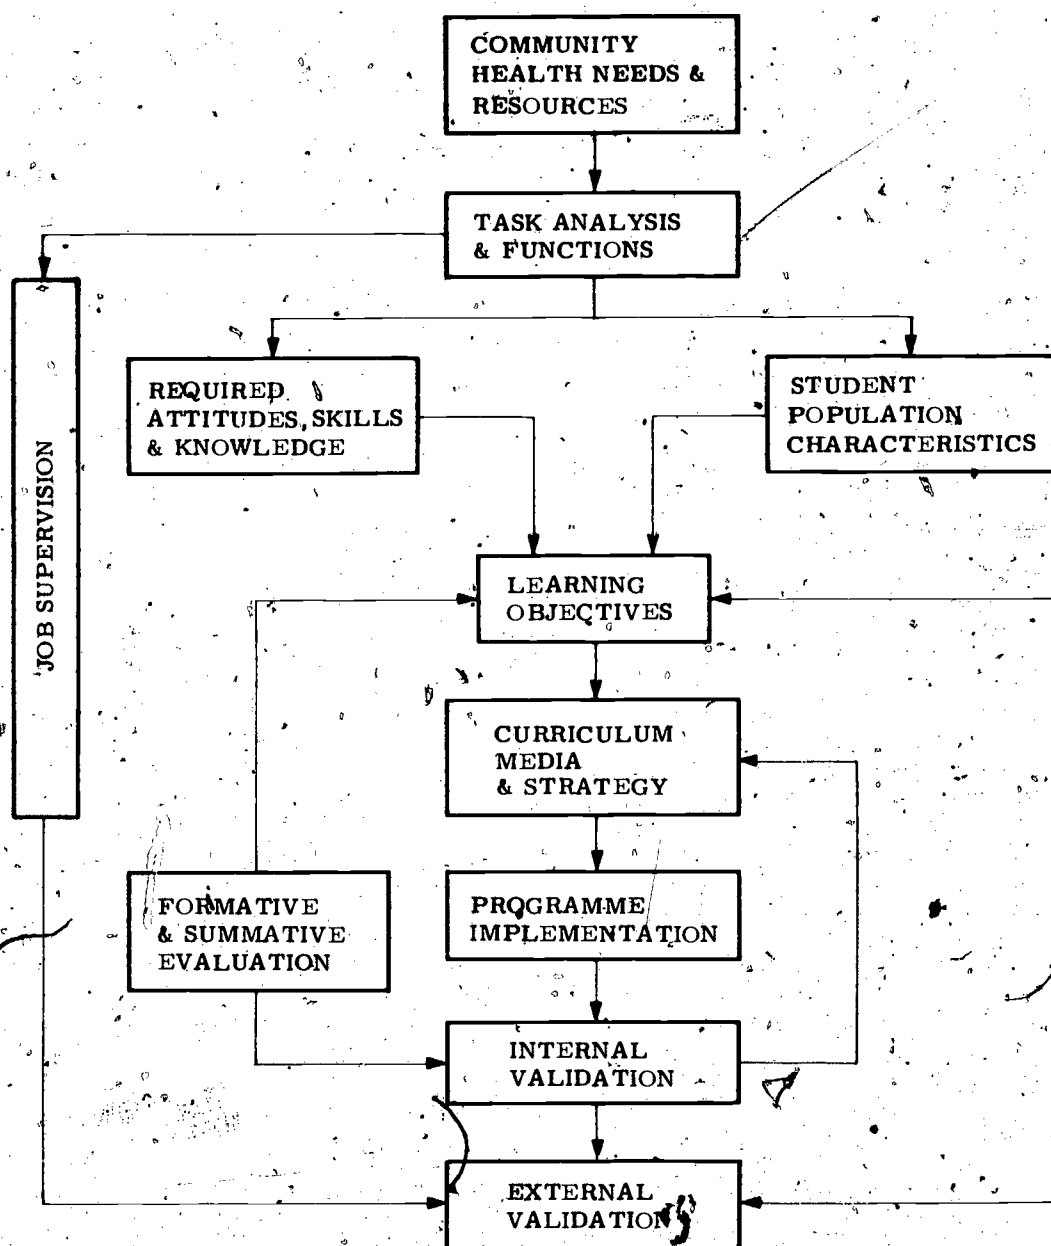 COMMUNITY
HEALTH NEEDS &
RESOURCES
TASK ANALYSIS
& FUNCTIONS
REQUIRED
ATTITUDES, SKILLS
& KNOWLEDGE
STUDENT
POPULATION
CHARACTERISTICS
JOB SUPERVISION
LEARNING
OBJECTIVES
CURRICULUM
MEDIA
& STRATEGY
FORMATIVE
& SUMMATIVE
EVALUATION
PROGRAMME
IMPLEMENTATION
INTERNAL
VALIDATION
EXTERNAL
VALIDATION